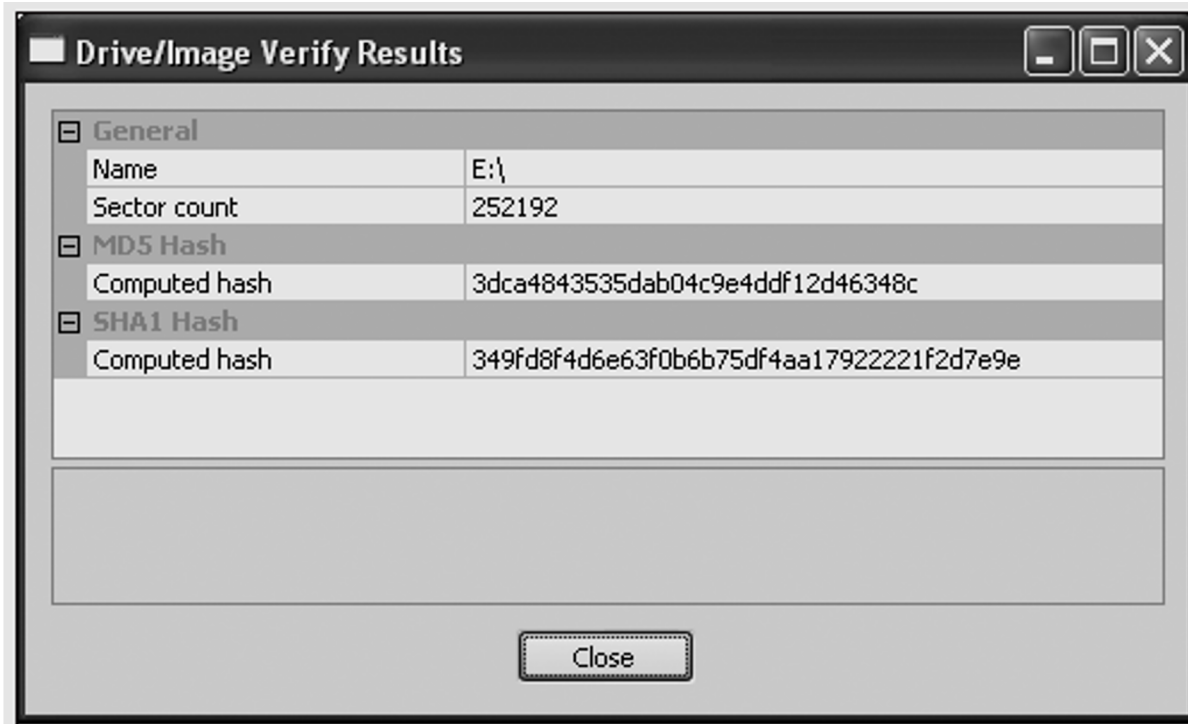 Drive/Image Verify Results
General
Name E:\
Sector count 252192
MD5 Hash
Computed hash 3dca4843535dab04c9e4ddf12d46348c
SHA1 Hash
Computed hash 349fd8f4d6e63f0b6b75df4aa17922221f2d7e9e
Close